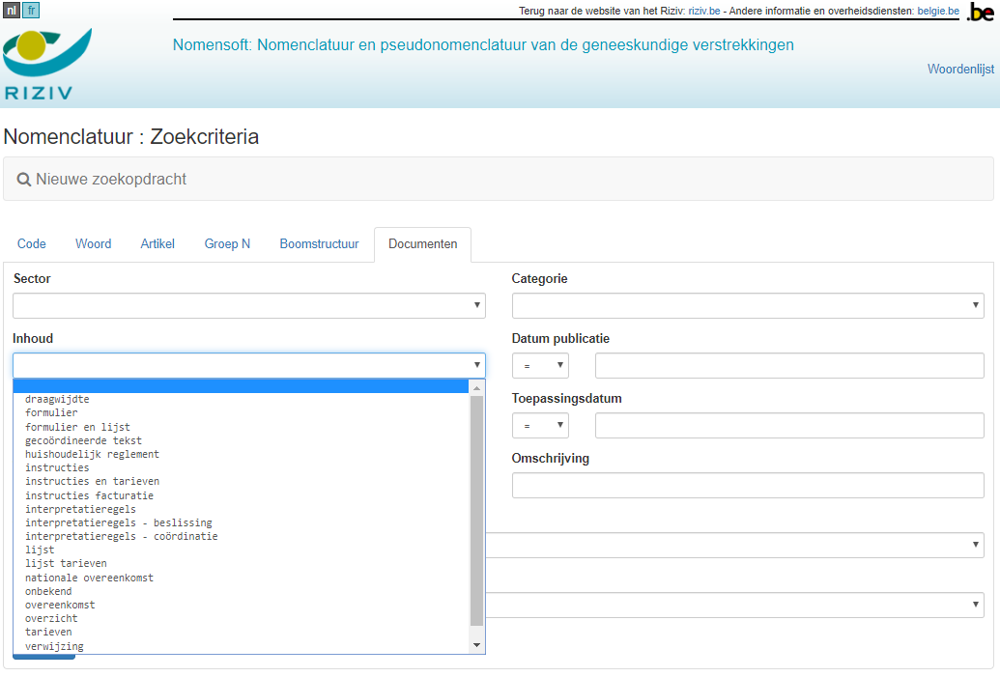 nl fr
Terug naar de website van het Riziv: riziv.be - Andere informatie en overheidsdiensten: belgie.be
.be
Nomensoft: Nomenclatuur en pseudonomenclatuur van de geneeskundige verstrekkingen
Woordenlijst
RIZIV
Nomenclatuur : Zoekcriteria
Nieuwe zoekopdracht
Code Woord Artikel Groep N Boomstructuur Documenten
Sector
Categorie
Inhoud
Datum publicatie
=
draagwijdte
formulier
formulier en lijst
gecoördineerde tekst
huishoudelijk reglement
instructies
instructies en tarieven
instructies facturatie
interpretatieregels
interpretatieregels - beslissing
interpretatieregels - coördinatie
lijst
lijst tarieven
nationale overeenkomst
onbekend
overeenkomst
overzicht
tarieven
verwijzing
Toepassingsdatum
=
Omschrijving